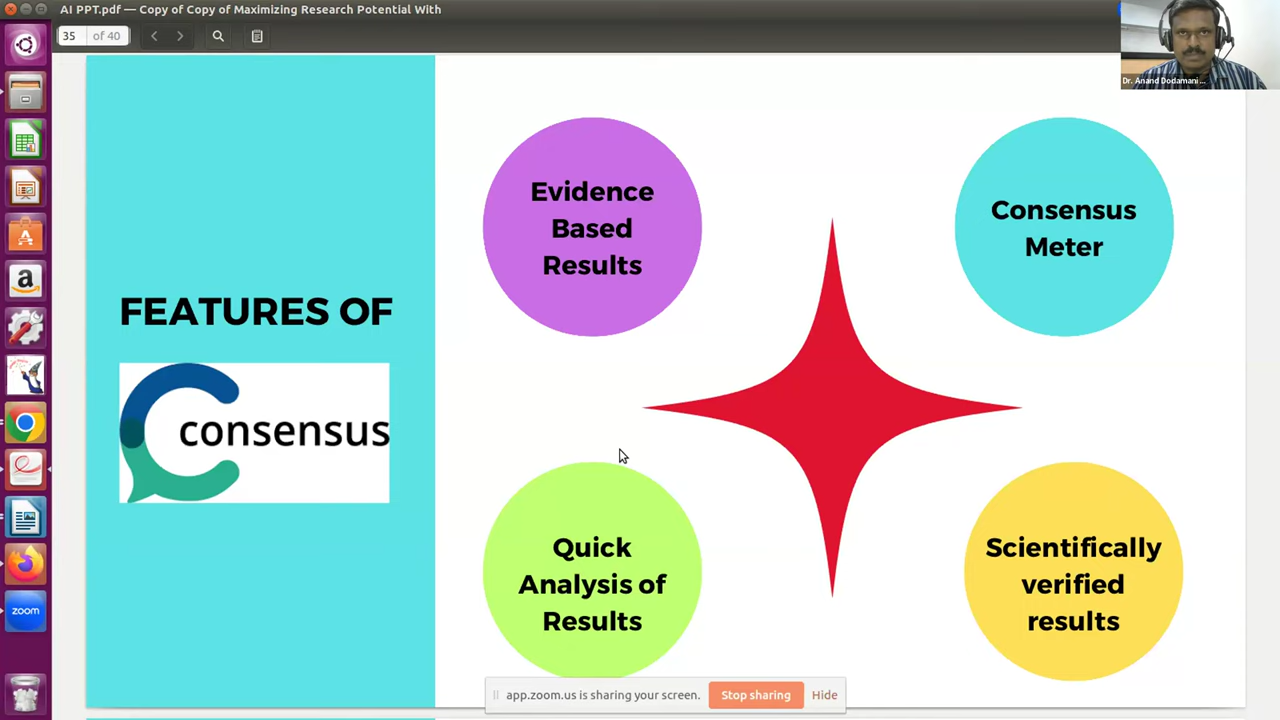 AI PPT.pdf — Copy of Copy of Maximizing Research Potential With
35 of 40
Dr. Anand Dodamani ...
FEATURES OF
consensus
Evidence
Based
Results
Consensus
Meter
Quick
Analysis of
Results
Scientifically
verified
results
zoom
app.zoom.us is sharing your screen. Stop sharing Hide